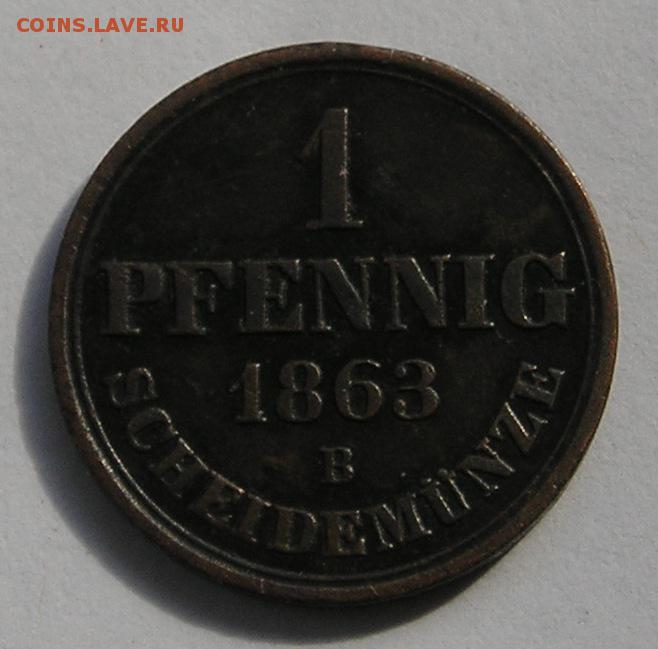 COINS.LAVE.RU
1
PFENNIG
1863
B
SCHEIDEMÜNZE